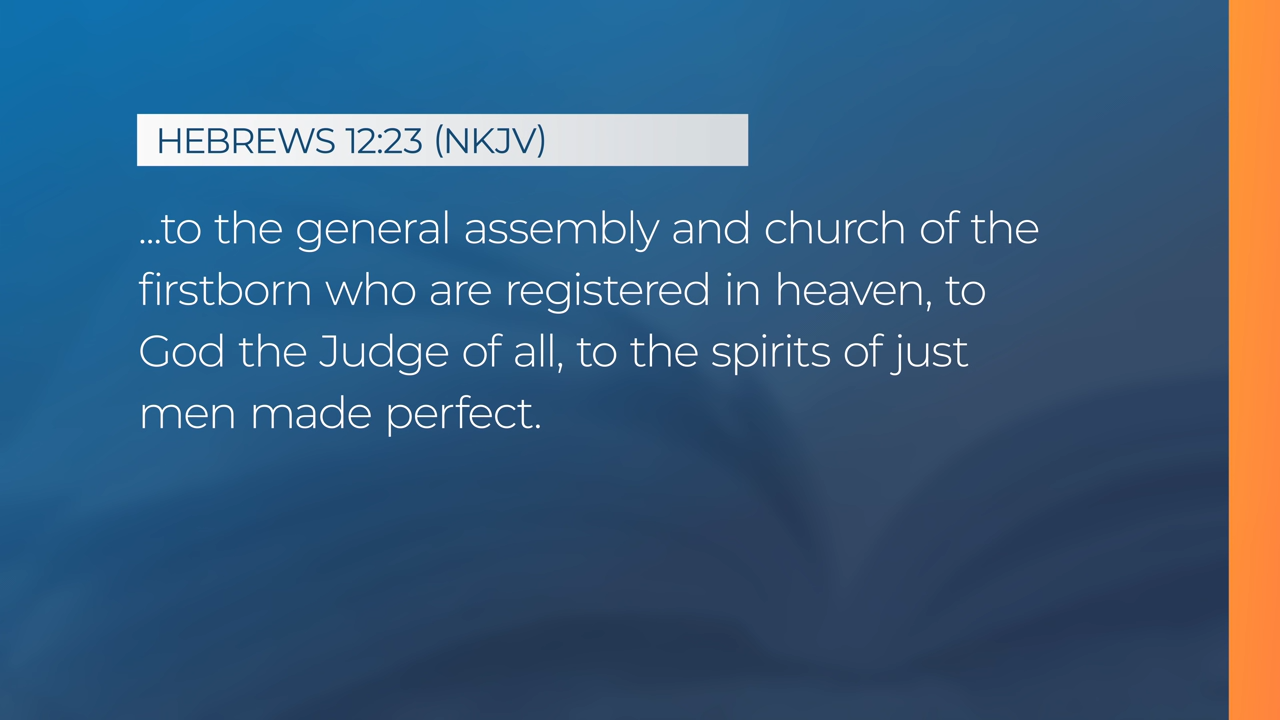 HEBREWS 12:23 (NKJV)
...to the general assembly and church of the
firstborn who are registered in heaven, to
God the Judge of all, to the spirits of just
men made perfect.